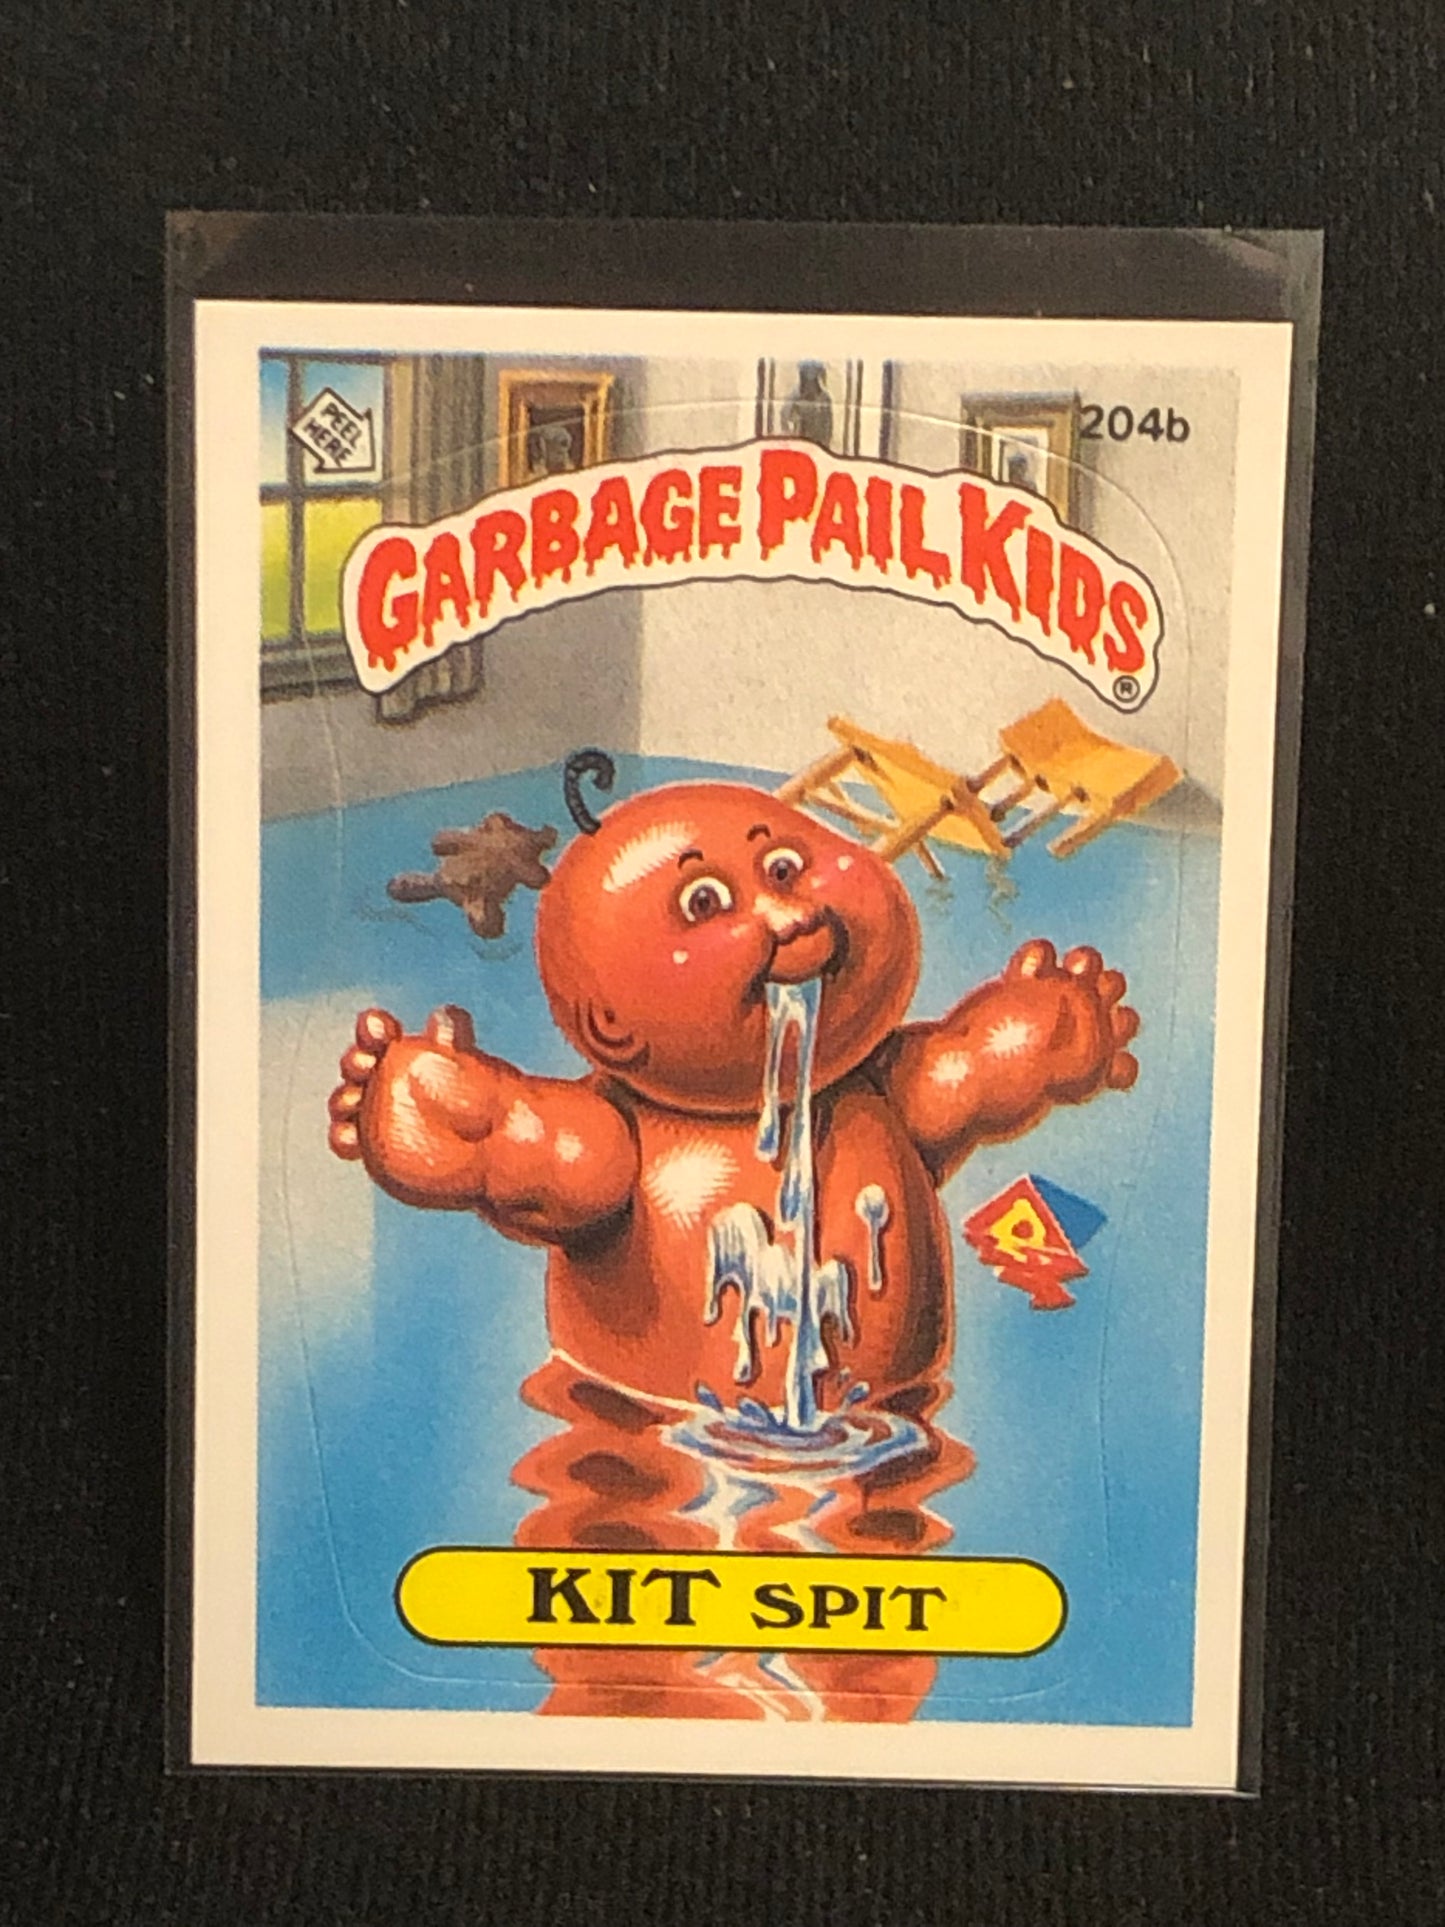 PEEL
HERE
204b
GARBAGE PAIL KIDS
®
KIT SPIT